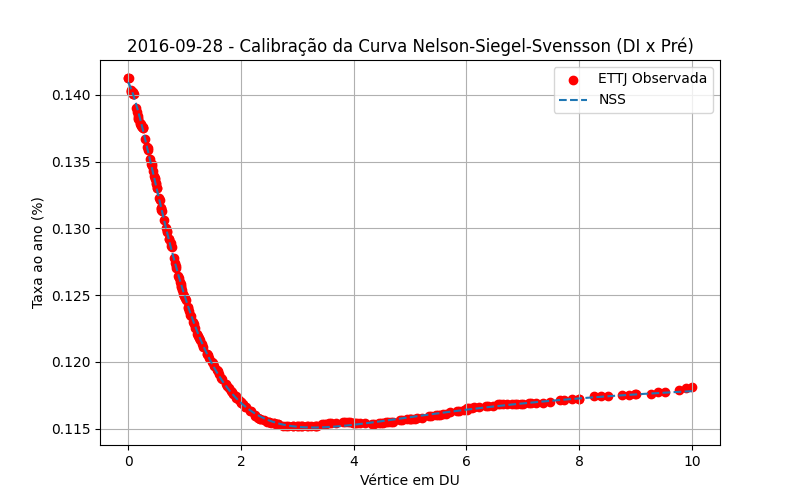 2016-09-28 - Calibração da Curva Nelson-Siegel-Svensson (DI x Pré)
ETTJ Observada
NSS
0.140
0.135
0.130
0.125
0.120
0.115
Taxa ao ano (%)
0 2 4 6 8 10
Vértice em DU